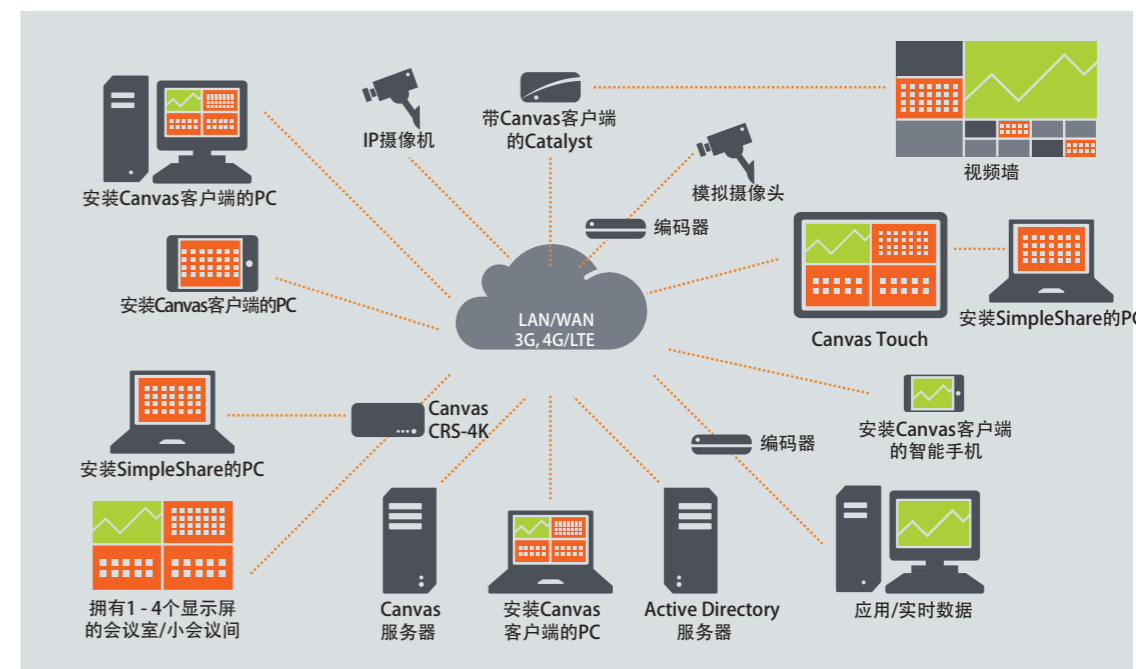 安装Canvas客户端的PC
IP摄像机
带Canvas客户端
的Catalyst
模拟摄像头
编码器
视频墙
安装Canvas客户端的PC
LAN/WAN
3G, 4G/LTE
Canvas Touch
安装SimpleShare的PC
安装SimpleShare的PC
Canvas
CRS-4K
编码器
安装Canvas客户端
的智能手机
拥有1 - 4个显示屏
的会议室/小会议间
Canvas
服务器
安装Canvas
客户端的PC
Active Directory
服务器
应用/实时数据